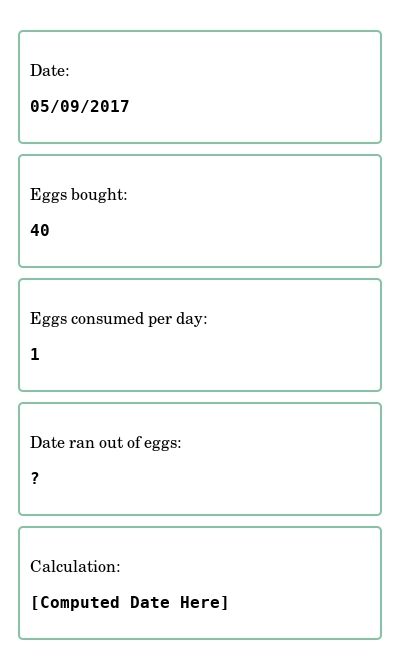 Date:
05/09/2017
Eggs bought:
40
Eggs consumed per day:
1
Date ran out of eggs:
?
Calculation:
[Computed Date Here]